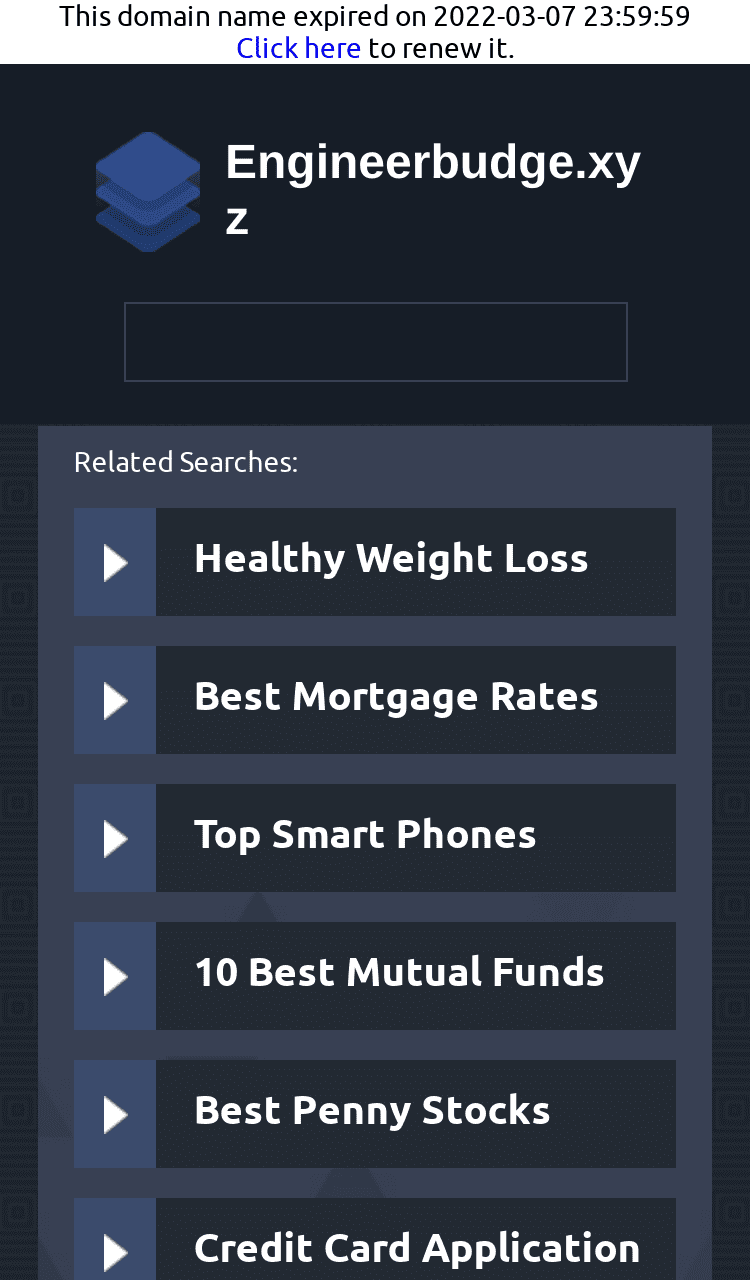 This domain name expired on 2022-03-07 23:59:59
Click here to renew it.
Engineerbudge.xy
z
Related Searches:
Healthy Weight Loss
Best Mortgage Rates
Top Smart Phones
10 Best Mutual Funds
Best Penny Stocks
Credit Card Application